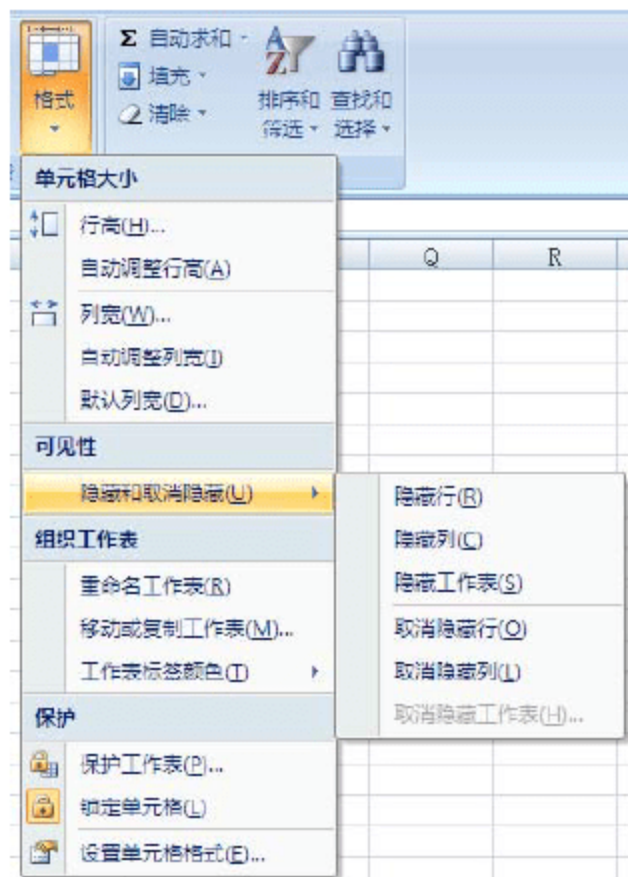 Σ 自动求和
填充
清除
格式
排序和
筛选
查找和
选择
单元格大小
行高(H)...
自动调整行高(A)
列宽(W)...
自动调整列宽(I)
默认列宽(D)...
可见性
隐藏和取消隐藏(U)
组织工作表
重命名工作表(R)
移动或复制工作表(M)...
工作表标签颜色(T)
保护
保护工作表(P)...
锁定单元格(L)
设置单元格格式(E)...
Q R
隐藏行(R)
隐藏列(C)
隐藏工作表(S)
取消隐藏行(O)
取消隐藏列(L)
取消隐藏工作表(H)...